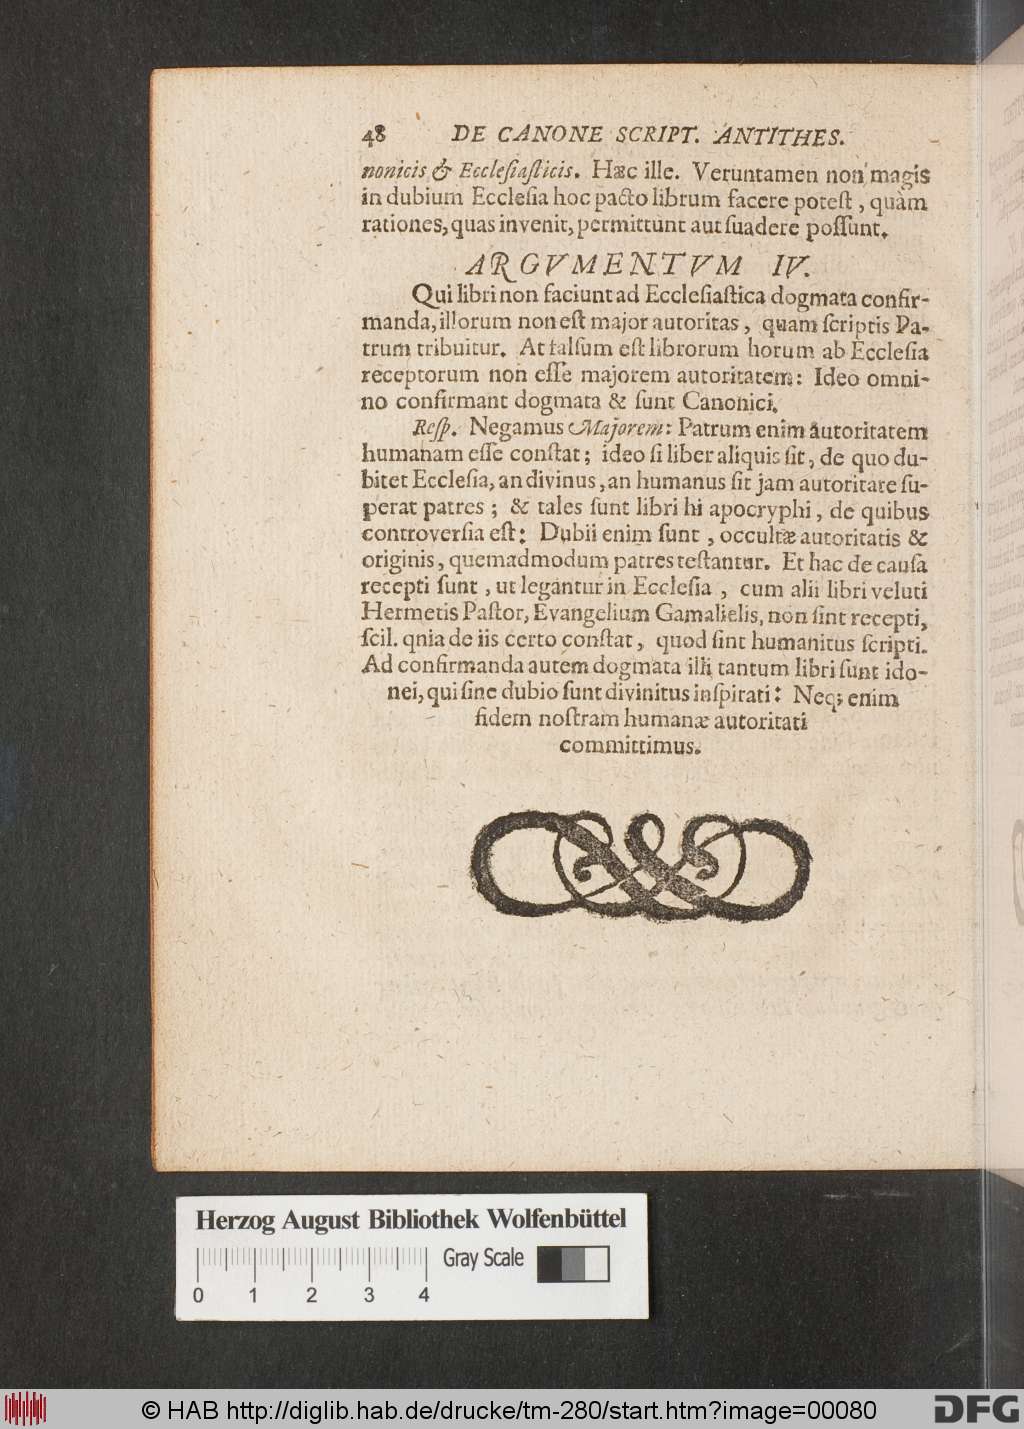 48 DE CANONE SCRIPT. ANTITHES.
nonicis & Eccleſiaſticis. Hæc ille. Veruntamen non magis
in dubium Eccleſia hoc pacto librum facere poteſt, quàm
rationes, quas invenit, permittunt aut ſuadere poſſunt.
ARGVMENTVM IV.
Qui libri non faciunt ad Eccleſiaſtica dogmata confir-
manda, illorum non eſt major autoritas, quam ſcriptis Pa-
trum tribuitur. At falſum eſt librorum horum ab Eccleſia
receptorum non eſſe majorem autoritatem: Ideo omni-
no confirmant dogmata & ſunt Canonici.
Reſp. Negamus Majorem: Patrum enim autoritatem
humanam eſſe conſtat; ideo ſi liber aliquis ſit, de quo du-
bitet Eccleſia, an divinus, an humanus ſit jam autoritate ſu-
perat patres; & tales ſunt libri hi apocryphi, de quibus
controverſia eſt: Dubii enim ſunt, occultæ autoritatis &
originis, quemadmodum patres teſtantur. Et hac de cauſa
recepti ſunt, ut legantur in Eccleſia, cum alii libri veluti
Hermetis Paſtor, Evangelium Gamalielis, non ſint recepti,
ſcil. qnia de iis certo conſtat, quod ſint humanitus ſcripti.
Ad confirmanda autem dogmata illi tantum libri ſunt ido-
nei, qui ſine dubio ſunt divinitus inſpirati: Neq; enim
fidem noſtram humanæ autoritati
committimus.
Herzog August Bibliothek Wolfenbüttel
Gray Scale
0 1 2 3 4
© HAB http://diglib.hab.de/drucke/tm-280/start.htm?image=00080
DFG